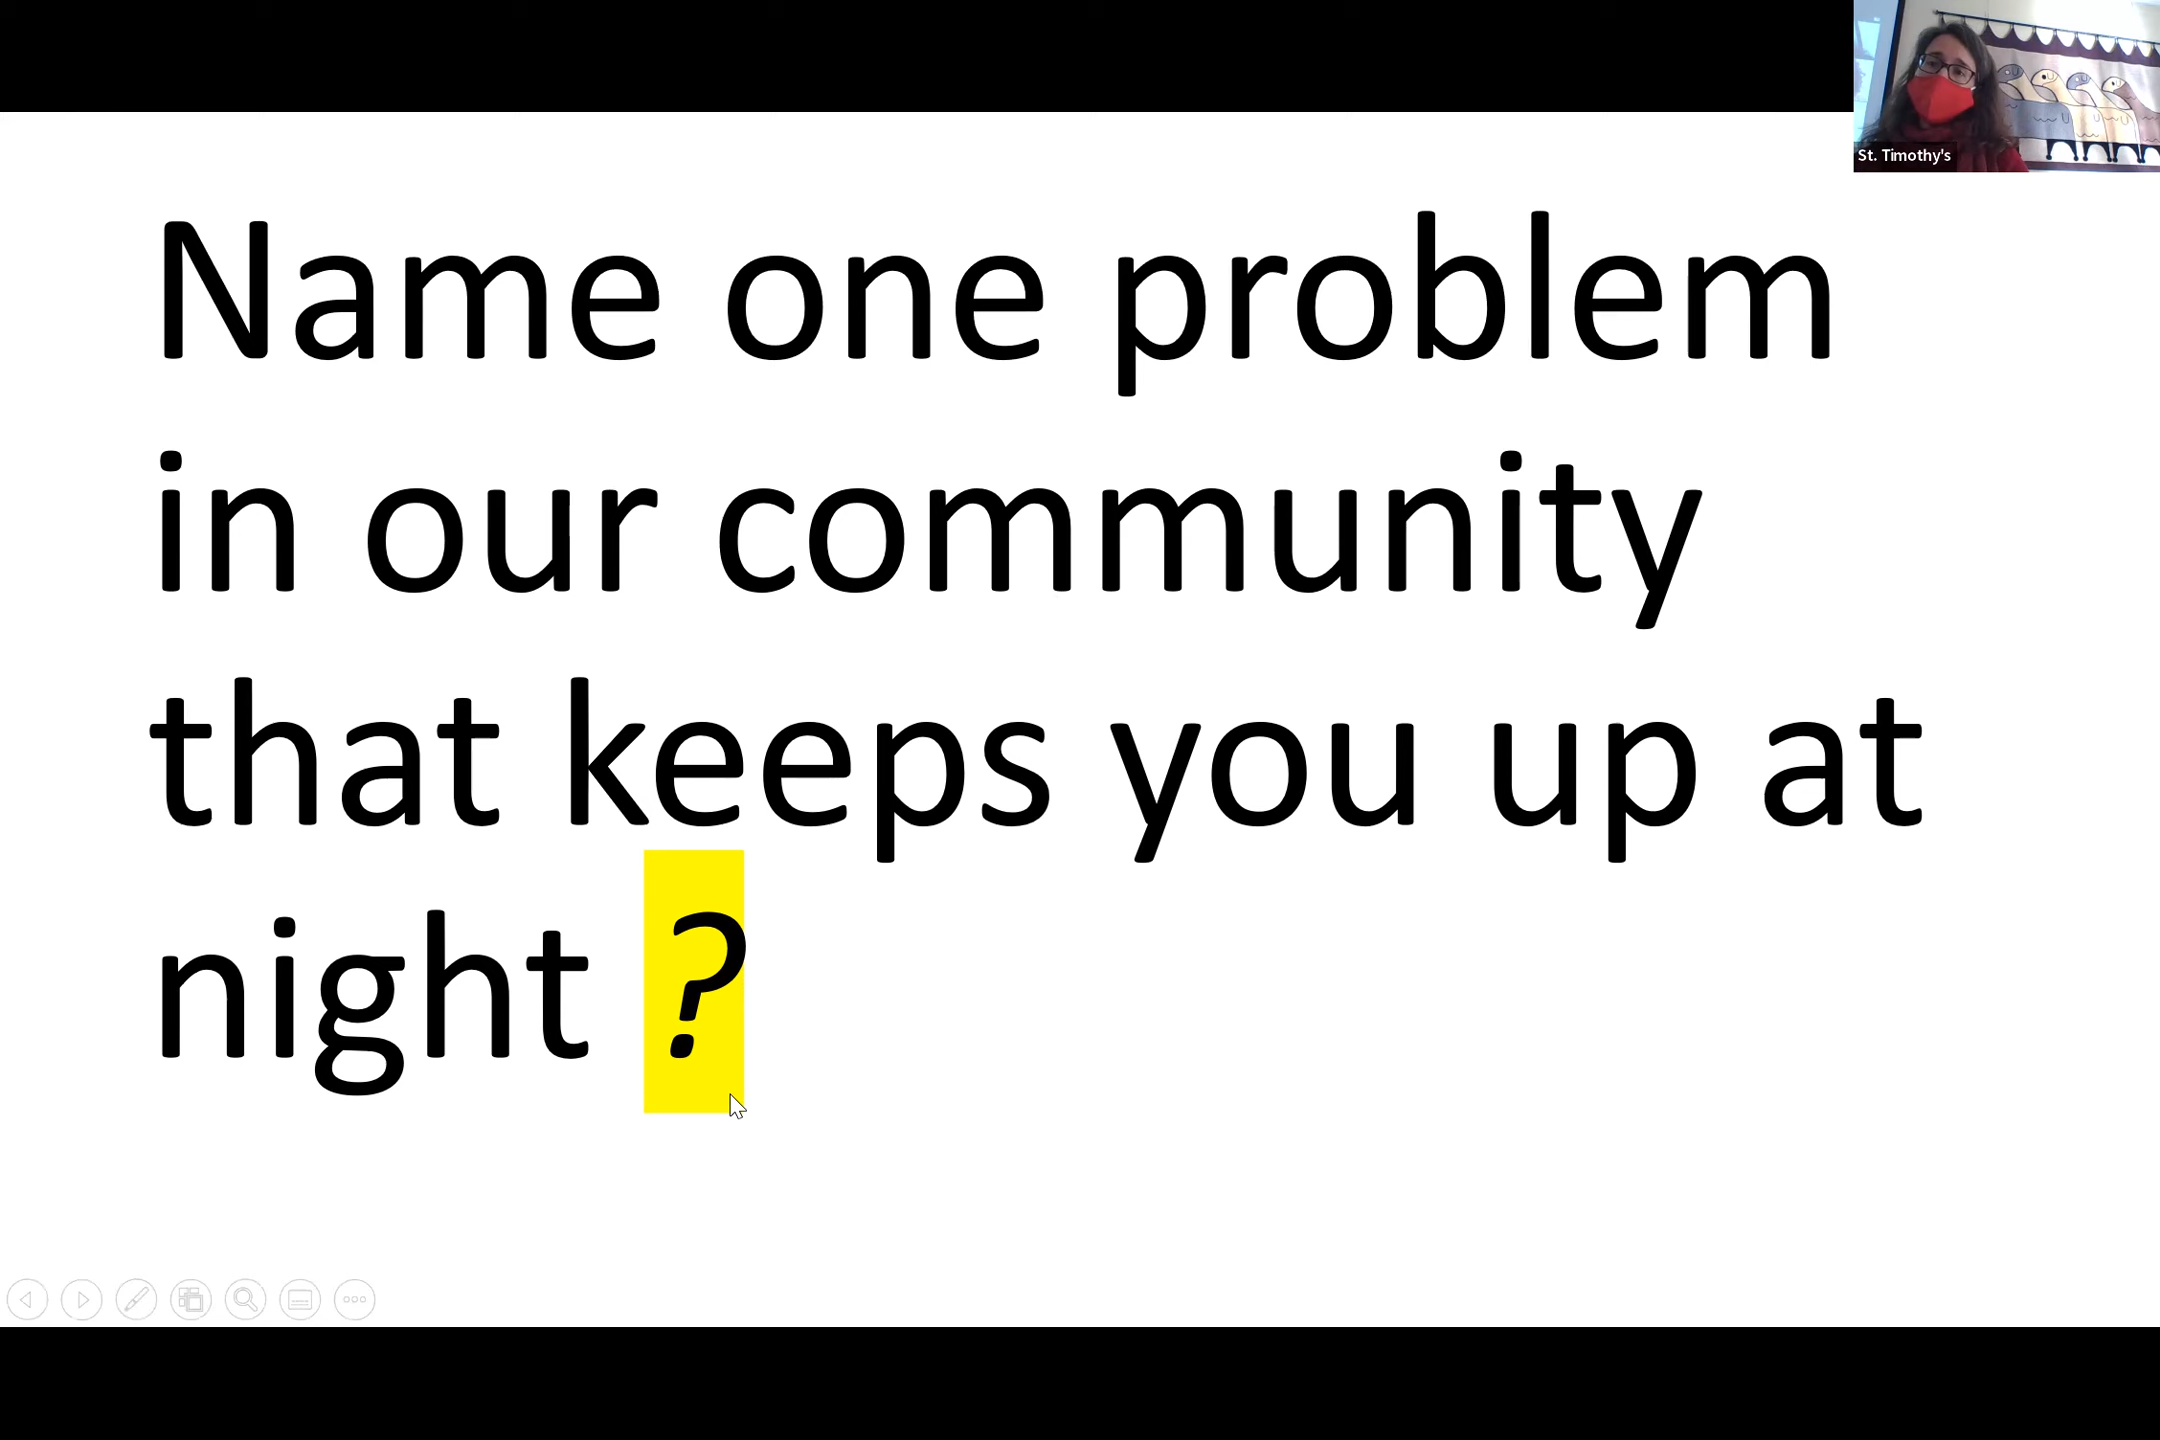 St. Timothy's
Name one problem
in our community
that keeps you up at
night ?